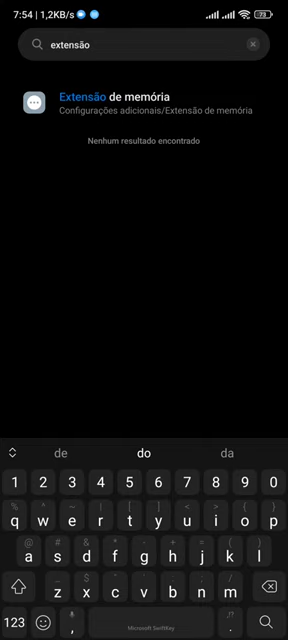 7:54 | 1,2KB/s
73
extensão
Extensão de memória
Configurações adicionais/Extensão de memória
Nenhum resultado encontrado
de do da
1 2 3 4 5 6 7 8 9 0
q w e r t y u i o p
a s d f g h j k l
z x c v b n m
123 , Microsoft SwiftKey .